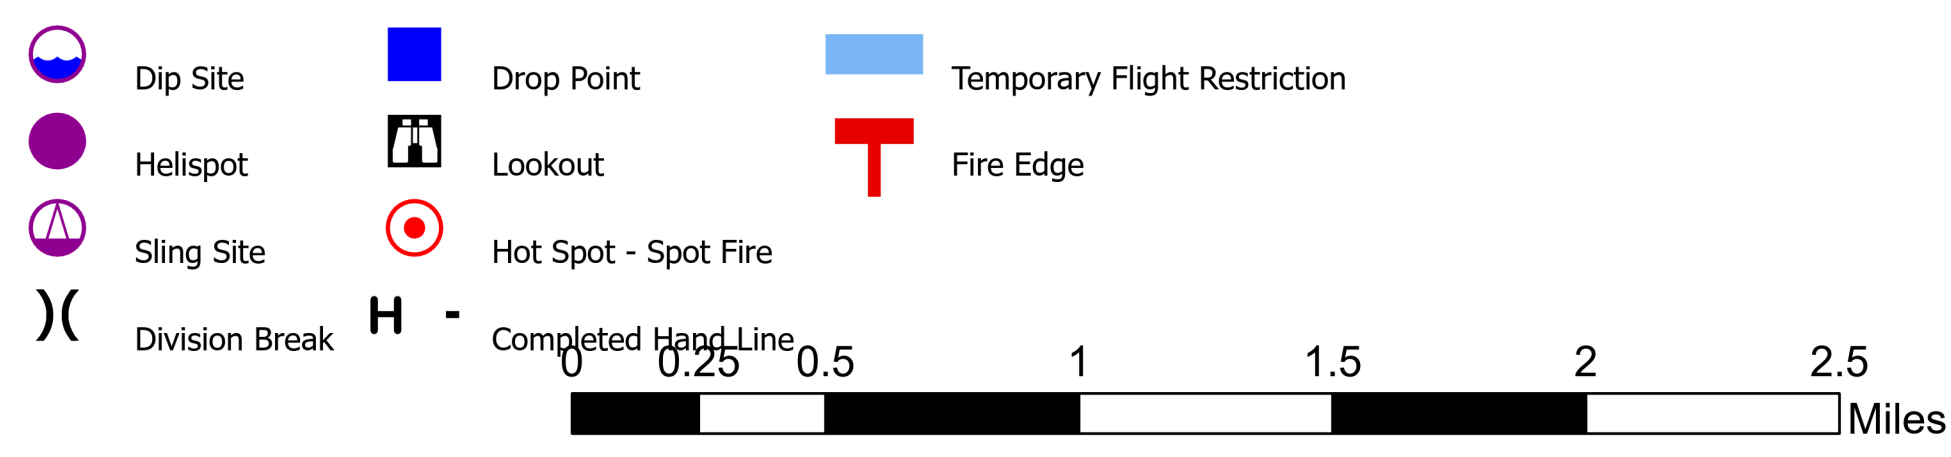 Dip Site
Drop Point
Temporary Flight Restriction
Helispot
Lookout
Fire Edge
Sling Site
Hot Spot - Spot Fire
)( Division Break
H - Completed Hand Line
0 0.25 0.5 1 1.5 2 2.5
Miles